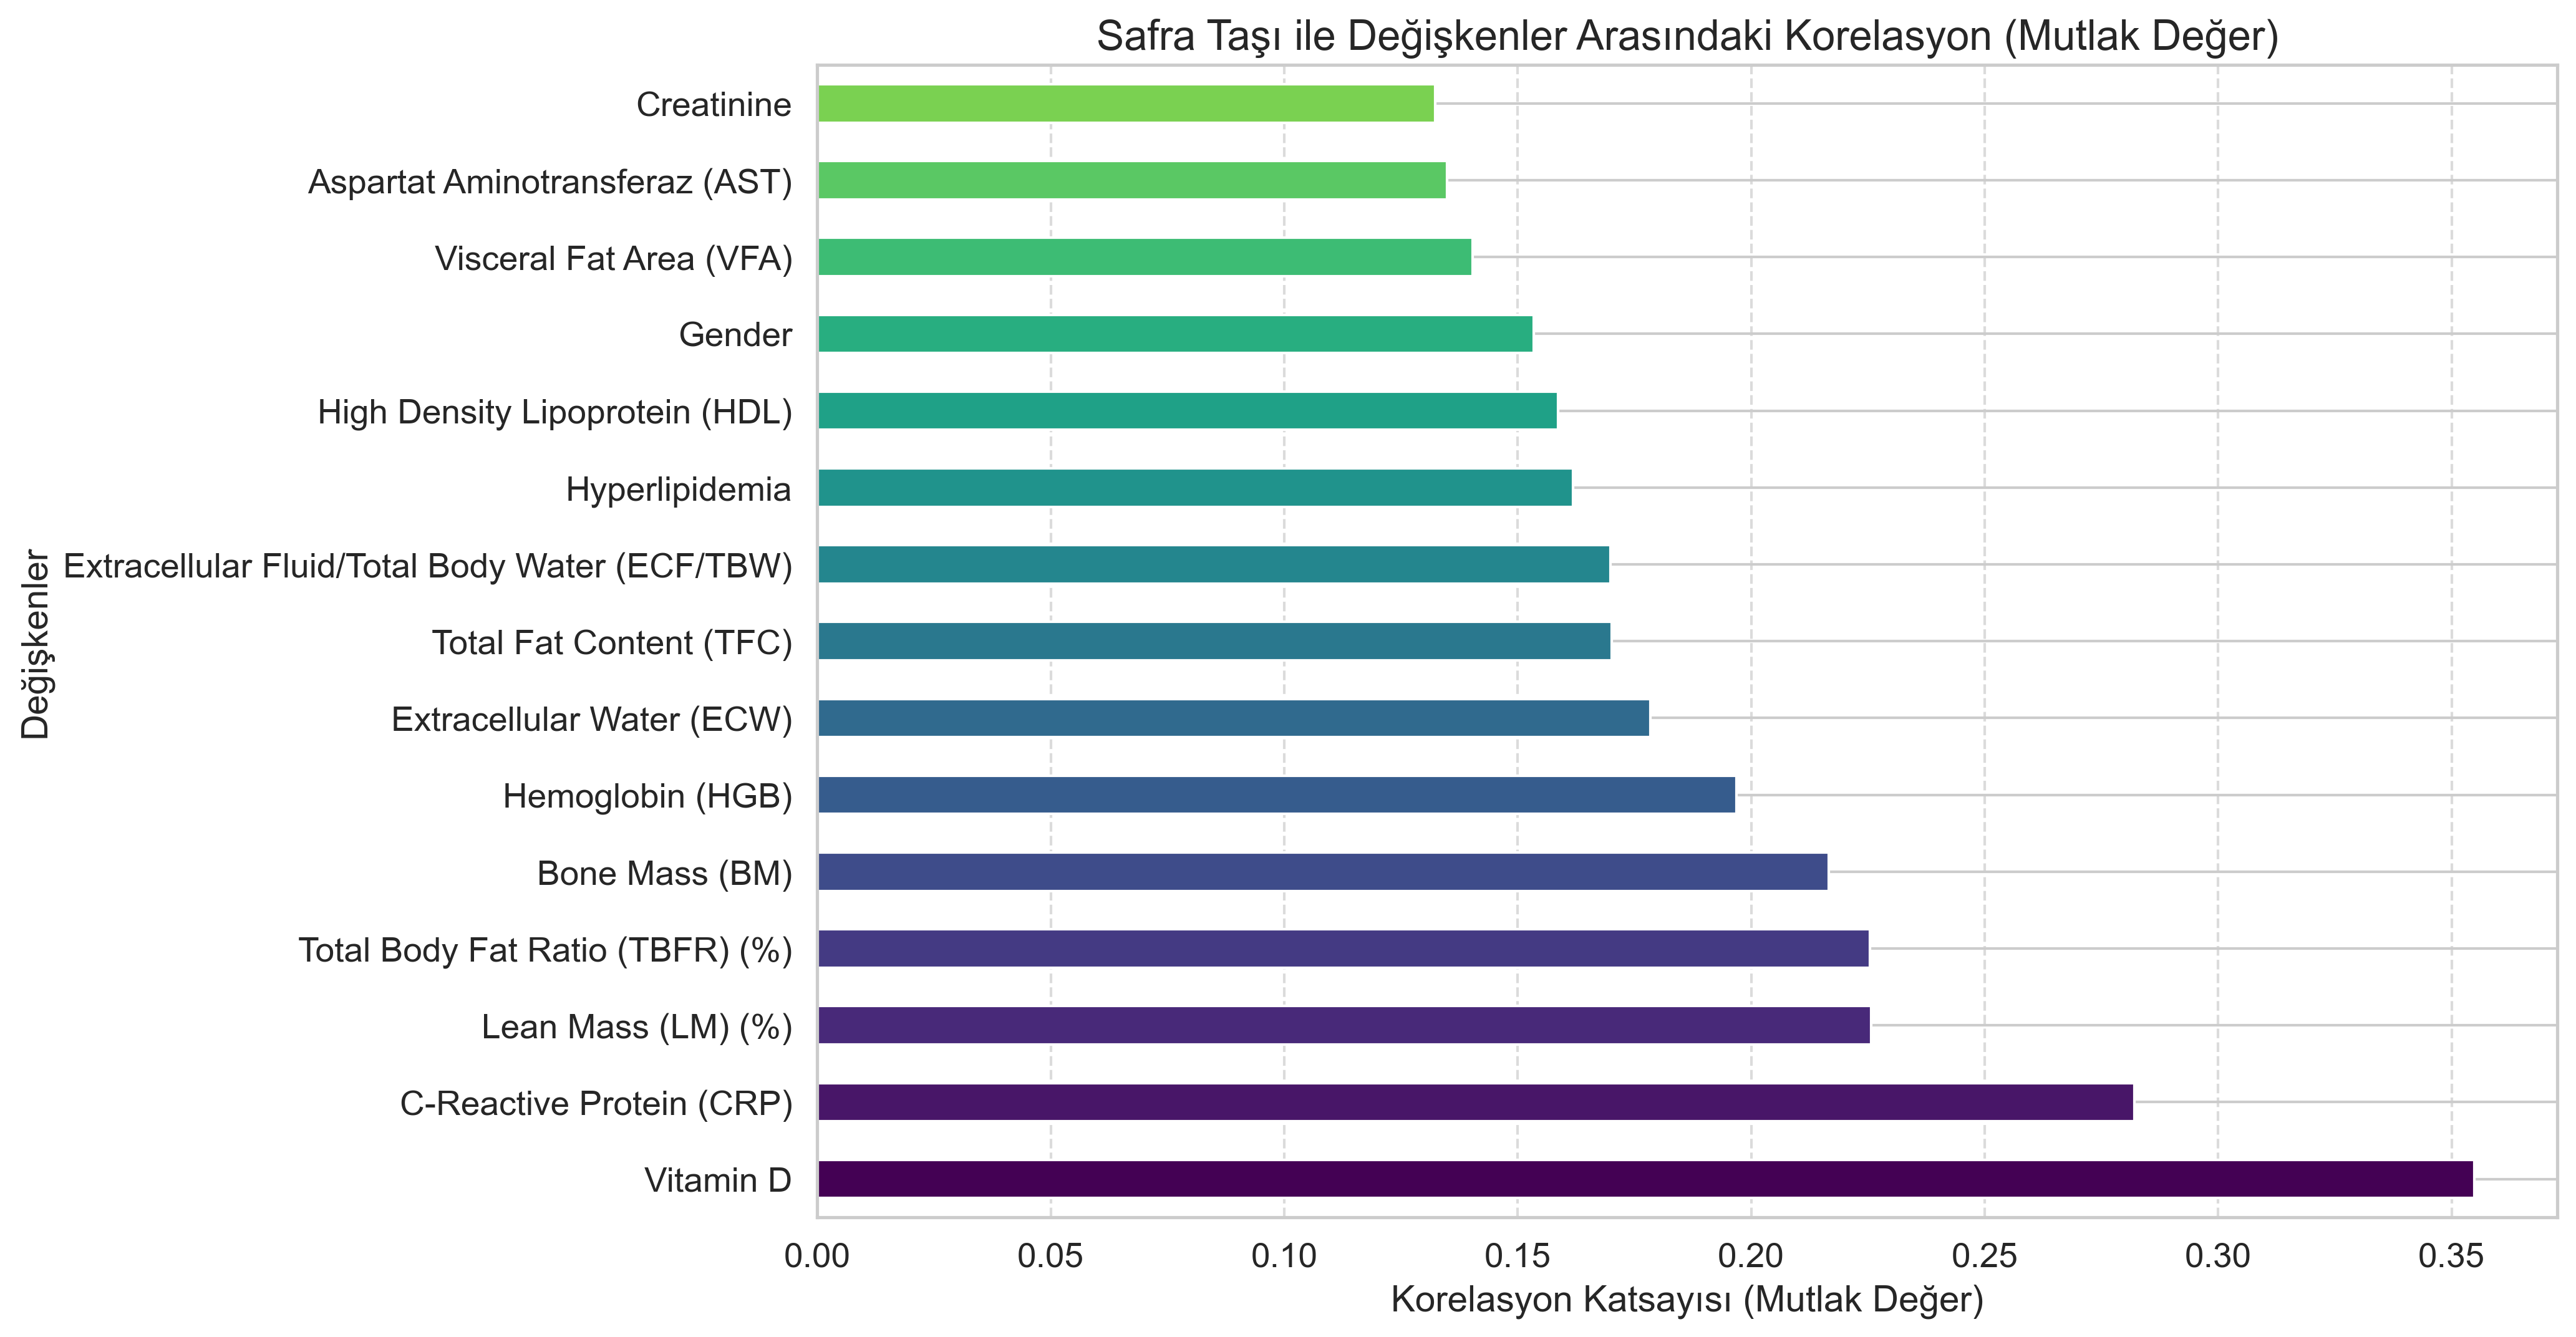 Safra Taşı ile Değişkenler Arasındaki Korelasyon (Mutlak Değer)
Değişkenler
Creatinine
Aspartat Aminotransferaz (AST)
Visceral Fat Area (VFA)
Gender
High Density Lipoprotein (HDL)
Hyperlipidemia
Extracellular Fluid/Total Body Water (ECF/TBW)
Total Fat Content (TFC)
Extracellular Water (ECW)
Hemoglobin (HGB)
Bone Mass (BM)
Total Body Fat Ratio (TBFR) (%)
Lean Mass (LM) (%)
C-Reactive Protein (CRP)
Vitamin D
0.00 0.05 0.10 0.15 0.20 0.25 0.30 0.35
Korelasyon Katsayısı (Mutlak Değer)